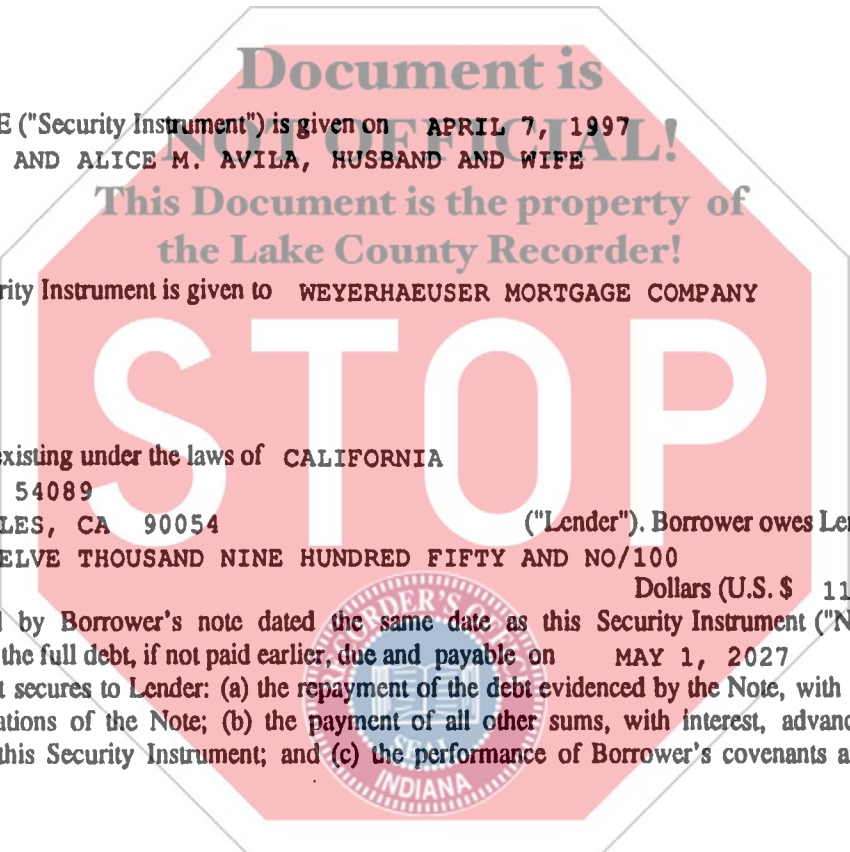 Document is
E ("Security Instrument") is given on APRIL 7, 1997
NOT OFFICIAL!
AND ALICE M. AVILA, HUSBAND AND WIFE
This Document is the property of
the Lake County Recorder!
rity Instrument is given to WEYERHAEUSER MORTGAGE COMPANY
STOP
existing under the laws of CALIFORNIA
54089
LES, CA 90054 ("Lender"). Borrower owes Len
ELVE THOUSAND NINE HUNDRED FIFTY AND NO/100
Dollars (U.S. $ 11
by Borrower's note dated the same date as this Security Instrument ("N
the full debt, if not paid earlier, due and payable on MAY 1, 2027
t secures to Lender: (a) the repayment of the debt evidenced by the Note, with
ations of the Note; (b) the payment of all other sums, with interest, advanc
this Security Instrument; and (c) the performance of Borrower's covenants a
RECORDER'S OFFICE
SEAL
INDIANA